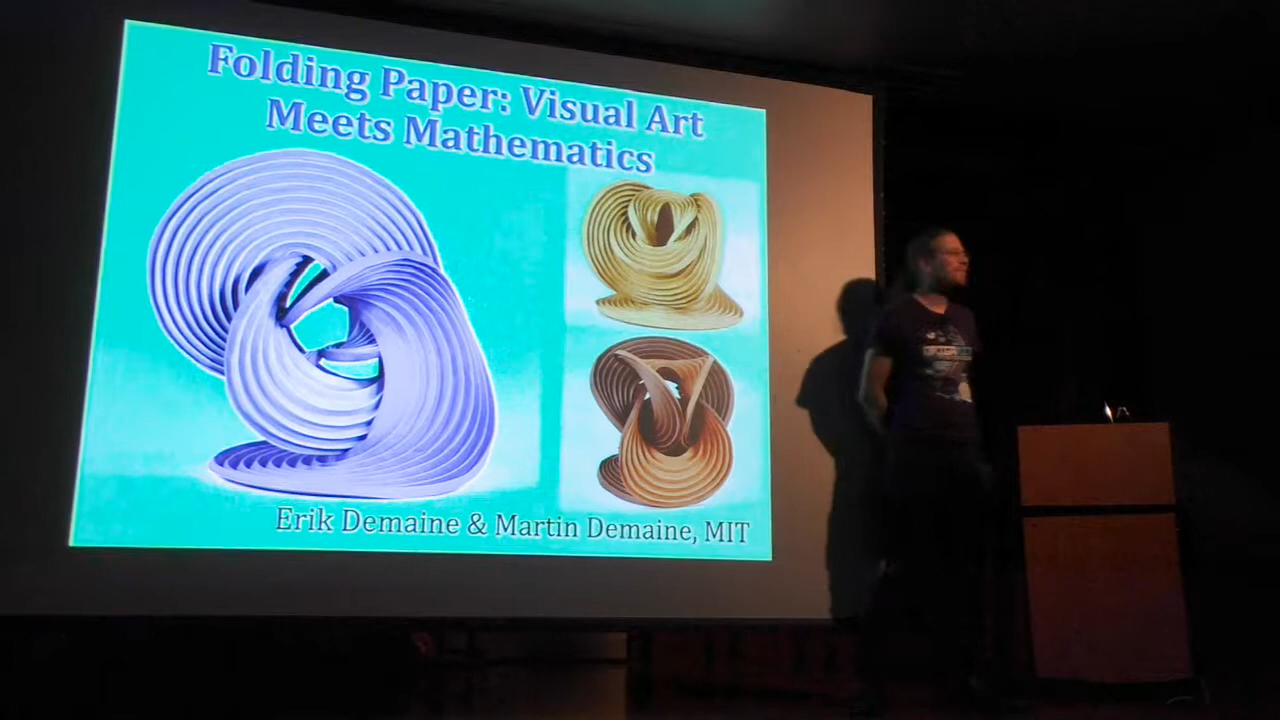 Folding Paper: Visual Art
Meets Mathematics
Erik Demaine & Martin Demaine, MIT